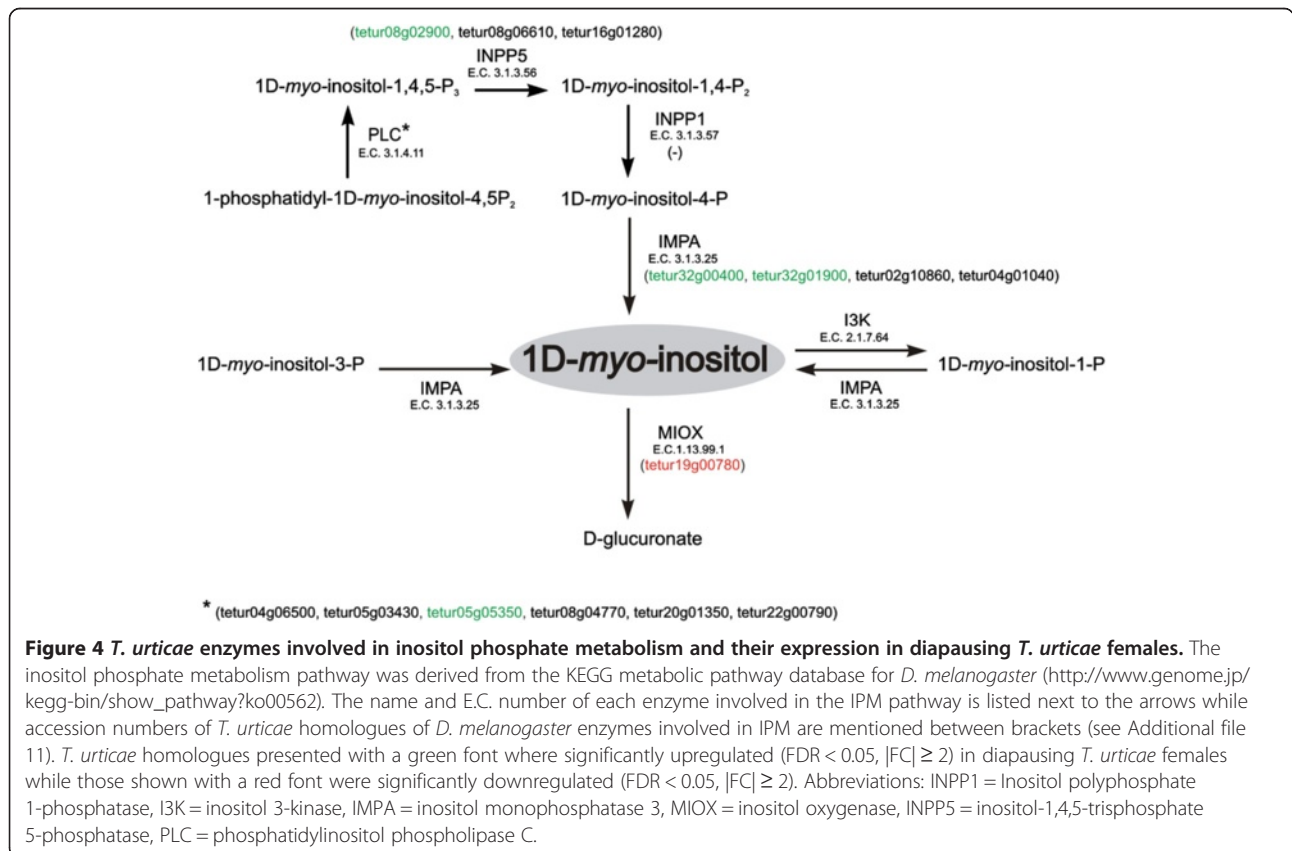 (tetur08g02900, tetur08g06610, tetur16g01280)
INPP5
E.C. 3.1.3.56
1D-myo-inositol-1,4,5-P3
1D-myo-inositol-1,4-P2
PLC*
E.C. 3.1.4.11
INPP1
E.C. 3.1.3.57
(-)
1-phosphatidyl-1D-myo-inositol-4,5P2
1D-myo-inositol-4-P
IMPA
E.C. 3.1.3.25
(tetur32g00400, tetur32g01900, tetur02g10860, tetur04g01040)
1D-myo-inositol-3-P
IMPA
E.C. 3.1.3.25
1D-myo-inositol
I3K
E.C. 2.1.7.64
1D-myo-inositol-1-P
IMPA
E.C. 3.1.3.25
MIOX
E.C.1.13.99.1
(tetur19g00780)
D-glucuronate
* (tetur04g06500, tetur05g03430, tetur05g05350, tetur08g04770, tetur20g01350, tetur22g00790)
Figure 4 T. urticae enzymes involved in inositol phosphate metabolism and their expression in diapausing T. urticae females. The
inositol phosphate metabolism pathway was derived from the KEGG metabolic pathway database for D. melanogaster (http://www.genome.jp/
kegg-bin/show_pathway?ko00562). The name and E.C. number of each enzyme involved in the IPM pathway is listed next to the arrows while
accession numbers of T. urticae homologues of D. melanogaster enzymes involved in IPM are mentioned between brackets (see Additional file
11). T. urticae homologues presented with a green font where significantly upregulated (FDR < 0.05, |FC| ≥ 2) in diapausing T. urticae females
while those shown with a red font were significantly downregulated (FDR < 0.05, |FC| ≥ 2). Abbreviations: INPP1 = Inositol polyphosphate
1-phosphatase, I3K = inositol 3-kinase, IMPA = inositol monophosphatase 3, MIOX = inositol oxygenase, INPP5 = inositol-1,4,5-trisphosphate
5-phosphatase, PLC = phosphatidylinositol phospholipase C.